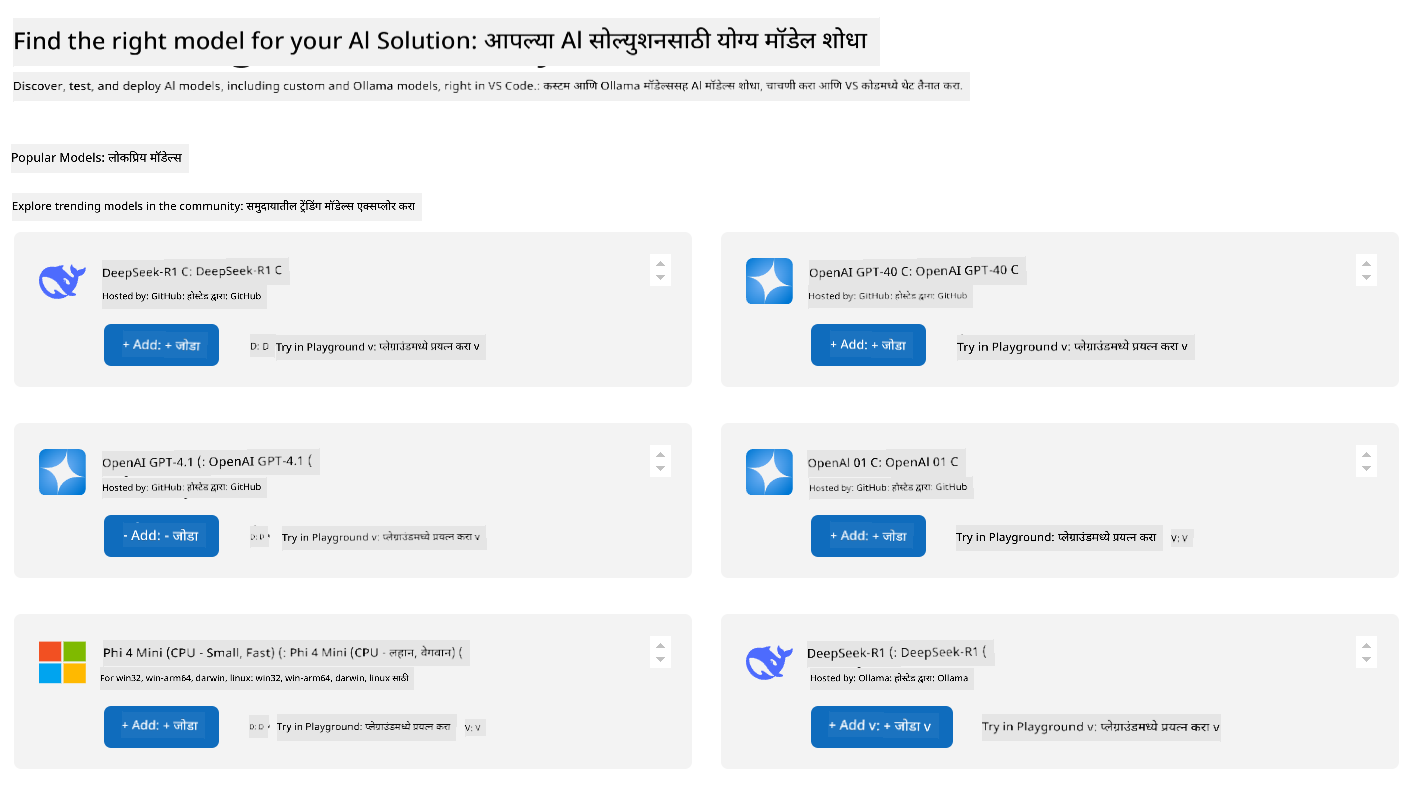 Find the right model for your Al Solution: आपल्या Al सोल्युशनसाठी योग्य मॉडेल शोधा
Discover, test, and deploy Al models, including custom and Ollama models, right in VS Code.: कस्टम आणि Ollama मॉडेल्ससह Al मॉडेल्स शोधा, चाचणी करा आणि VS कोडमध्ये थेट तैनात करा.
Popular Models: लोकप्रिय मॉडेल्स
Explore trending models in the community: समुदायातील ट्रेंडिंग मॉडेल्स एक्सप्लोर करा
DeepSeek-R1 C: DeepSeek-R1 C
Hosted by: GitHub: होस्टेड द्वारा: GitHub
+ Add: + जोडा
D: D
Try in Playground v: प्लेग्राउंडमध्ये प्रयत्न करा v
OpenAI GPT-40 C: OpenAI GPT-40 C
Hosted by: GitHub: होस्टेड द्वारा: GitHub
+ Add: + जोडा
Try in Playground v: प्लेग्राउंडमध्ये प्रयत्न करा v
OpenAI GPT-4.1 (: OpenAI GPT-4.1 (
Hosted by: GitHub: होस्टेड द्वारा: GitHub
- Add: - जोडा
D: D
Try in Playground v: प्लेग्राउंडमध्ये प्रयत्न करा v
OpenAl 01 C: OpenAl 01 C
Hosted by: GitHub: होस्टेड द्वारा: GitHub
+ Add: + जोडा
Try in Playground: प्लेग्राउंडमध्ये प्रयत्न करा
V: V
Phi 4 Mini (CPU - Small, Fast) (: Phi 4 Mini (CPU - लहान, वेगवान) (
For win32, win-arm64, darwin, linux: win32, win-arm64, darwin, linux साठी
+ Add: + जोडा
D: D
Try in Playground: प्लेग्राउंडमध्ये प्रयत्न करा
V: V
DeepSeek-R1 (: DeepSeek-R1 (
Hosted by: Ollama: होस्टेड द्वारा: Ollama
+ Add v: + जोडा v
Try in Playground v: प्लेग्राउंडमध्ये प्रयत्न करा v